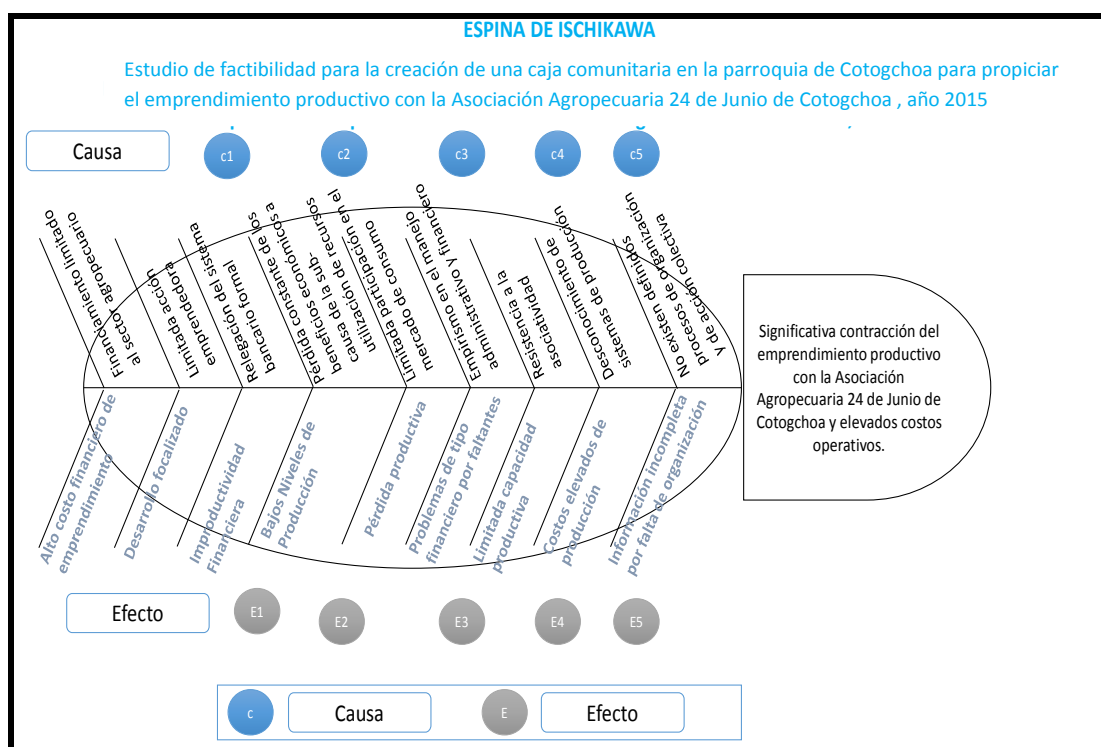 ESPINA DE ISCHIKAWA
Estudio de factibilidad para la creación de una caja comunitaria en la parroquia de Cotogchoa para propiciar
el emprendimiento productivo con la Asociación Agropecuaria 24 de Junio de Cotogchoa , año 2015
Causa
c1
c2
c3
c4
c5
Financiamiento limitado
al sector agropecuario
Limitada acción
emprendedora
Relegación del sistema
bancario formal
Pérdida constante de los
beneficios económicos a
causa de la sub-
utilización de recursos
Limitada participación en el
mercado de consumo
Empirismo en el manejo
administrativo y financiero
Resistencia a la
asociatividad
Desconocimiento de
sistemas de producción
No existen definidos
procesos de organización
y de acción colectiva
Significativa contracción del
emprendimiento productivo
con la Asociación
Agropecuaria 24 de Junio de
Cotogchoa y elevados costos
operativos.
Alto costo financiero de
emprendimiento
Desarrollo focalizado
Improductividad
Financiera
Bajos Niveles de
Producción
Pérdida productiva
Problemas de tipo
financiero por faltantes
Limitada capacidad
productiva
Costos elevados de
producción
Información incompleta
por falta de organización
Efecto
E1
E2
E3
E4
E5
c
Causa
E
Efecto